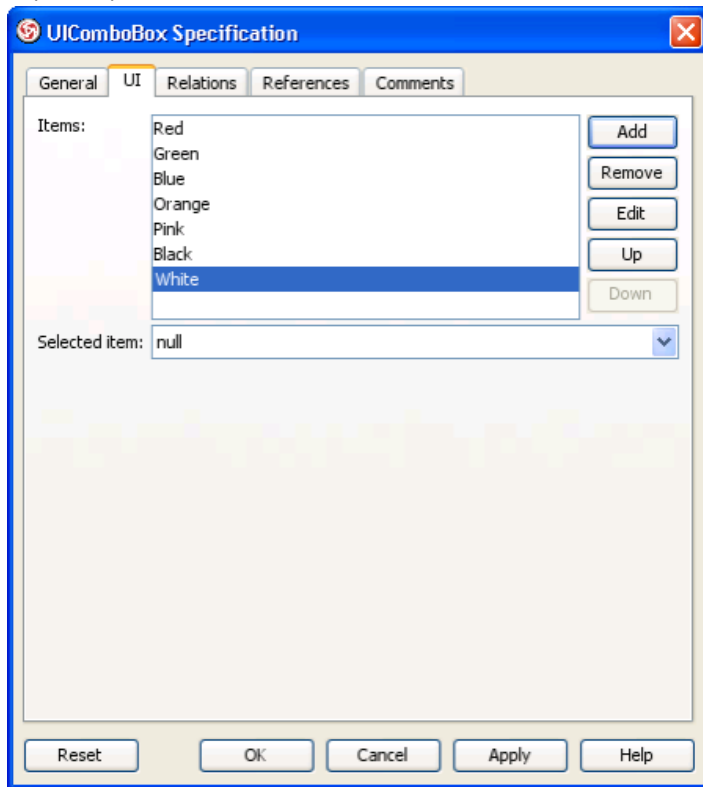 UIComboBox Specification
General UI Relations References Comments
Items:
Red
Green
Blue
Orange
Pink
Black
White
Add
Remove
Edit
Up
Down
Selected item: null
Reset OK Cancel Apply Help